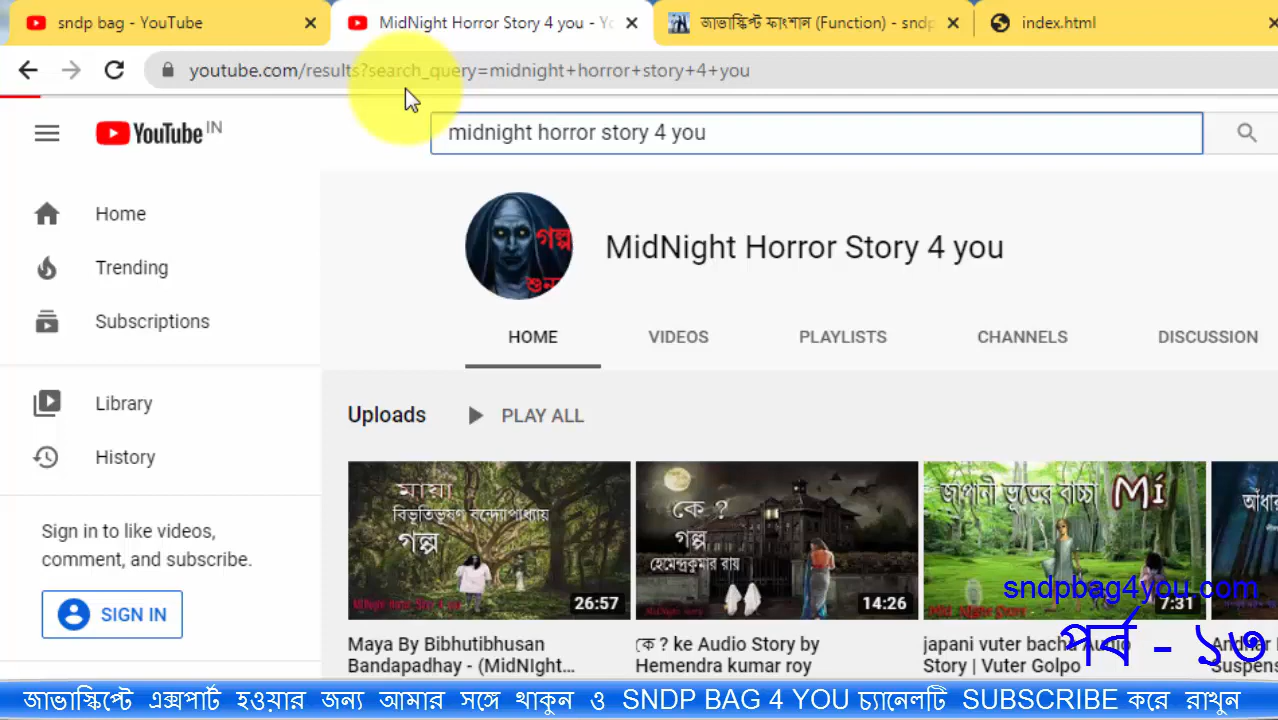 sndp bag - YouTube
MidNight Horror Story 4 you - Yo
জাভাস্ক্রিপ্ট ফাংশান (Function) - sndp
index.html
youtube.com/results?search_query=midnight+horror+story+4+you
YouTube IN
midnight horror story 4 you
Home
Trending
Subscriptions
Library
History
Sign in to like videos,
comment, and subscribe.
SIGN IN
গল্প
শুনুন
MidNight Horror Story 4 you
HOME
VIDEOS
PLAYLISTS
CHANNELS
DISCUSSION
Uploads
PLAY ALL
মায়া
বিভূতিভূষণ বন্দ্যোপাধ্যায়
গল্প
26:57
কে ?
গল্প
হেমেন্দ্রকুমার রায়
14:26
জাপানী ভূতের বাচ্চা Mí
7:31
Maya By Bibhutibhusan
Bandapadhay - (MidNIght...
কে ? ke Audio Story by
Hemendra kumar roy
japani vuter bacha Audio
Story | Vuter Golpo
sndpbag4you.com
পর্ব - ১৩
জাভাস্ক্রিপ্টে এক্সপার্ট হওয়ার জন্য আমার সঙ্গে থাকুন ও SNDP BAG 4 YOU চ্যানেলটি SUBSCRIBE করে রাখুন